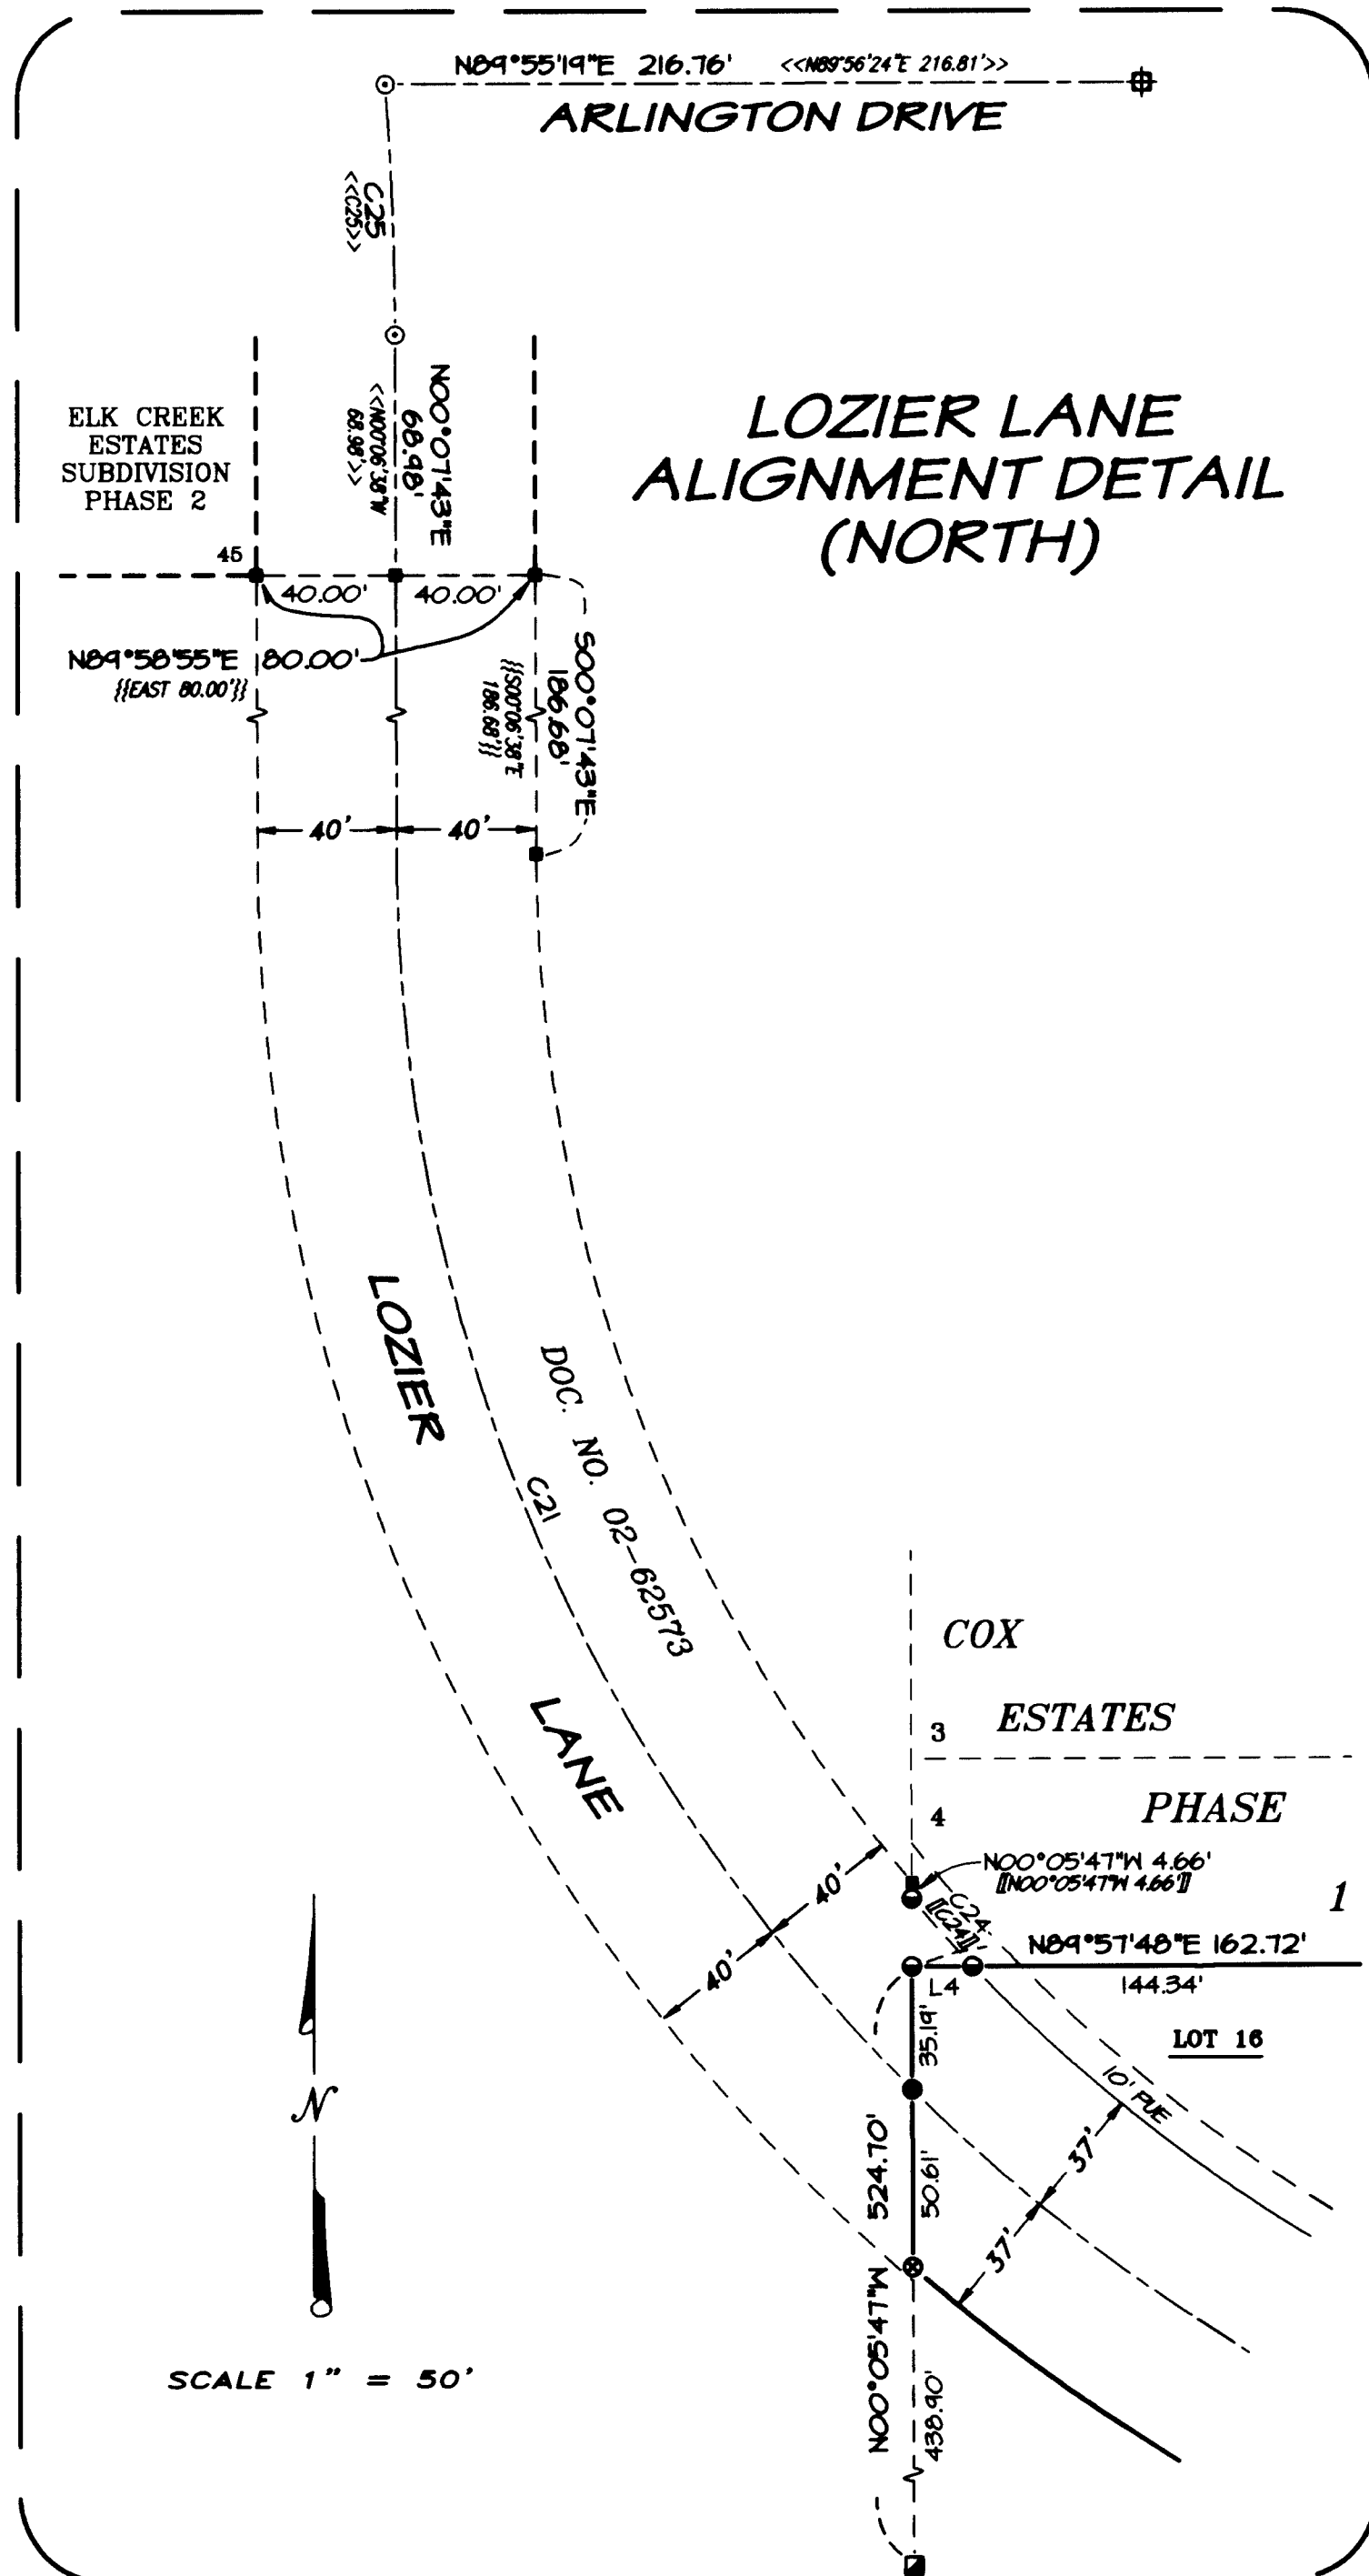 N89°55'19"E 216.76' <<N89°56'24"E 216.81'>>
ARLINGTON DRIVE
C25
<<C25>>
N00°07'43"E
68.98'
<<N00°06'38"W
68.98'>>
ELK CREEK
ESTATES
SUBDIVISION
PHASE 2
LOZIER LANE
ALIGNMENT DETAIL
(NORTH)
45
40.00' 40.00'
N89°58'55"E 80.00'
{{EAST 80.00'}}
S00°07'43"E
186.68'
{{S00°06'38"E
186.68'}}
40' 40'
LOZIER
LANE
DOC. NO. 02-62573
C21
COX
ESTATES
PHASE
1
3
4
N00°05'47"W 4.66'
[[N00°05'47"W 4.66']]
C24
[[C24]]
N89°57'48"E 162.72'
L4
144.34'
LOT 16
40'
40'
35.19'
10' PUE
37'
37'
50.61'
N00°05'47"W 524.70'
438.90'
N
SCALE 1" = 50'